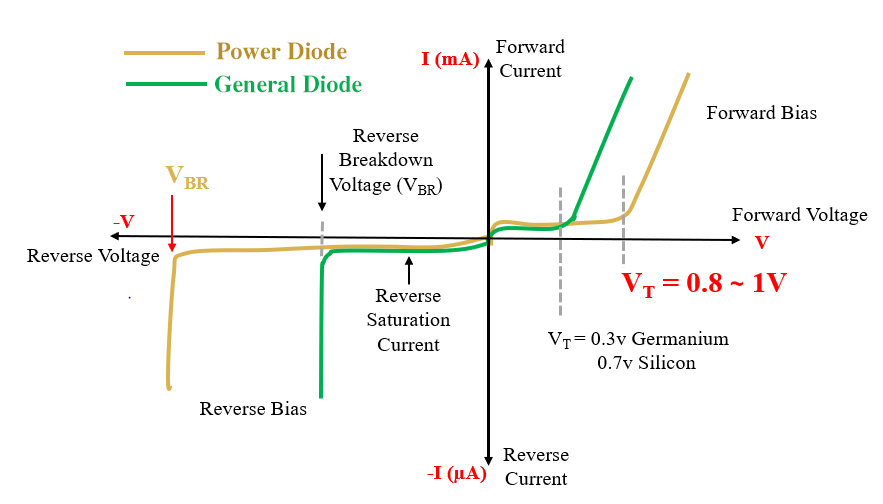 Power Diode
General Diode
I (mA)
Forward
Current
Forward Bias
Reverse
Breakdown
Voltage (VBR)
VBR
-V
Reverse Voltage
Forward Voltage
V
VT = 0.8 ~ 1V
Reverse
Saturation
Current
VT = 0.3v Germanium
0.7v Silicon
Reverse Bias
-I (µA)
Reverse
Current